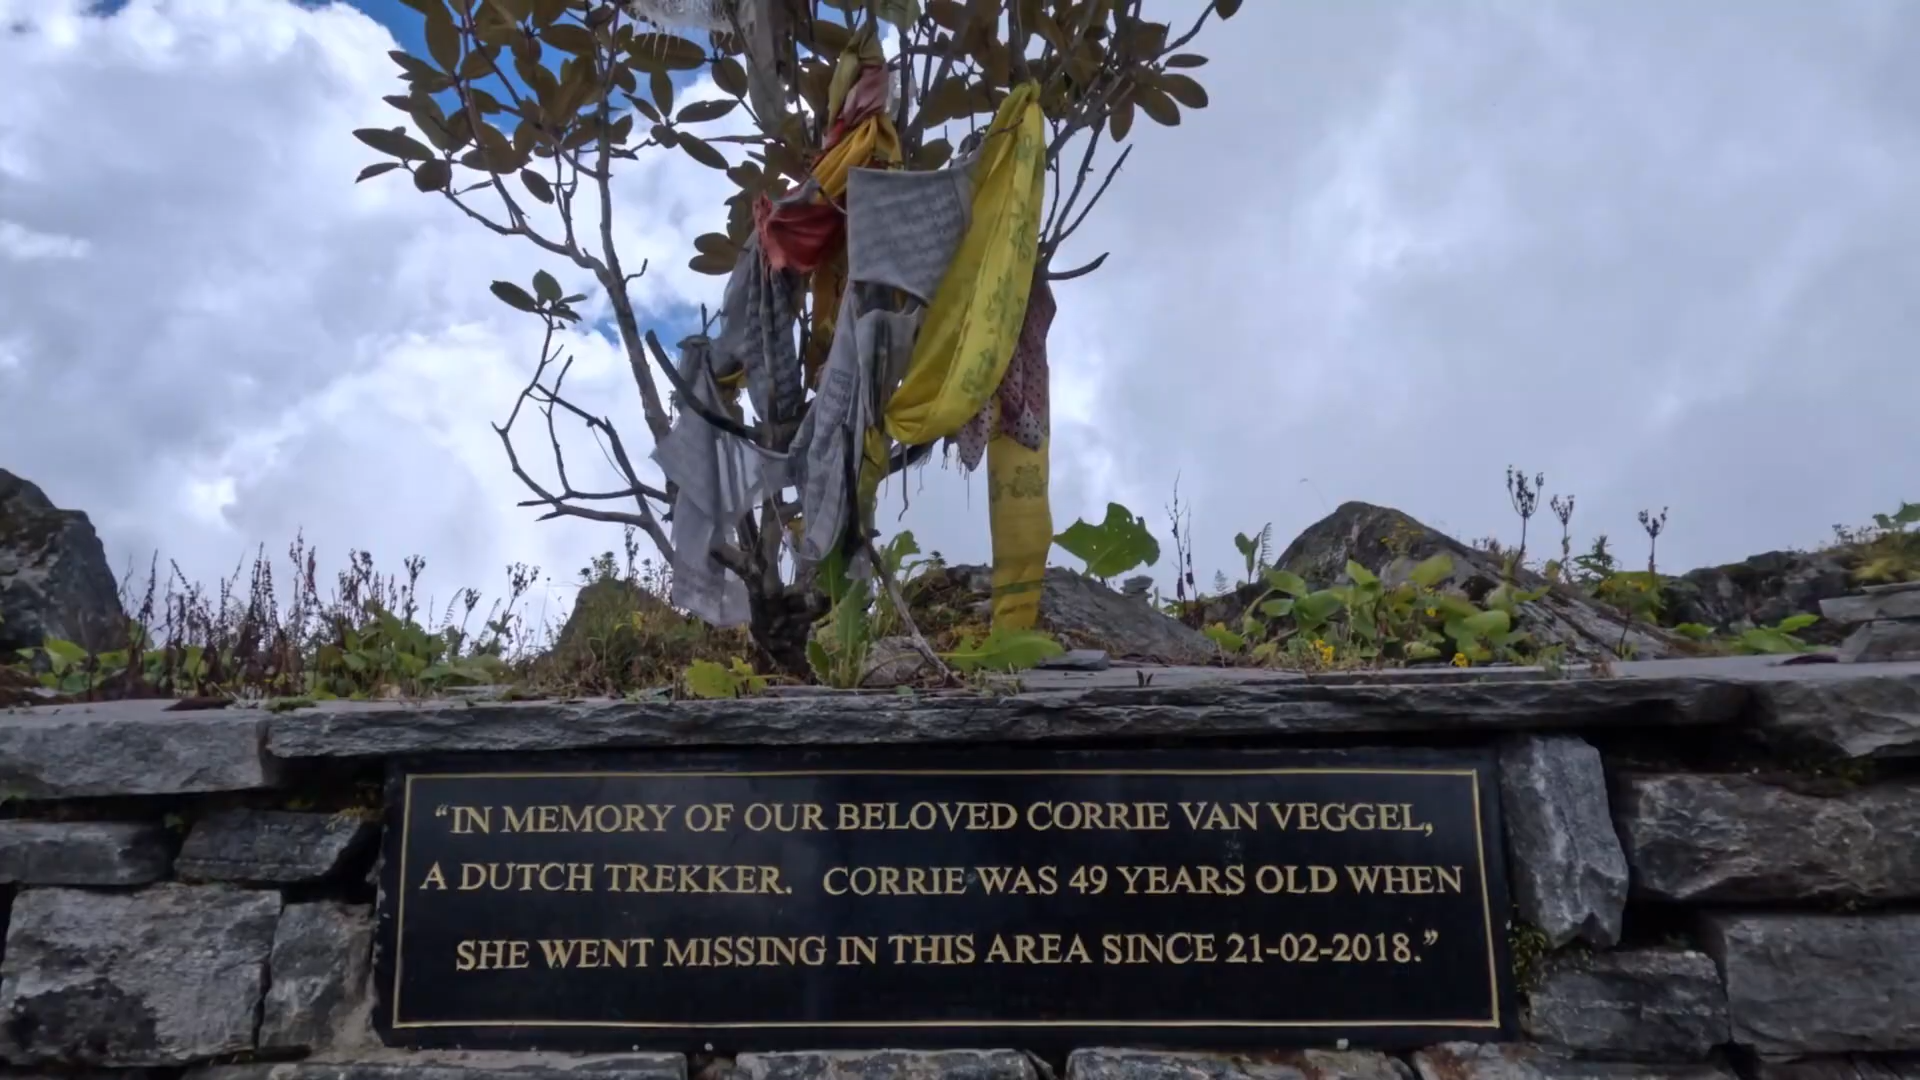 “IN MEMORY OF OUR BELOVED CORRIE VAN VEGGEL,
A DUTCH TREKKER. CORRIE WAS 49 YEARS OLD WHEN
SHE WENT MISSING IN THIS AREA SINCE 21-02-2018.”